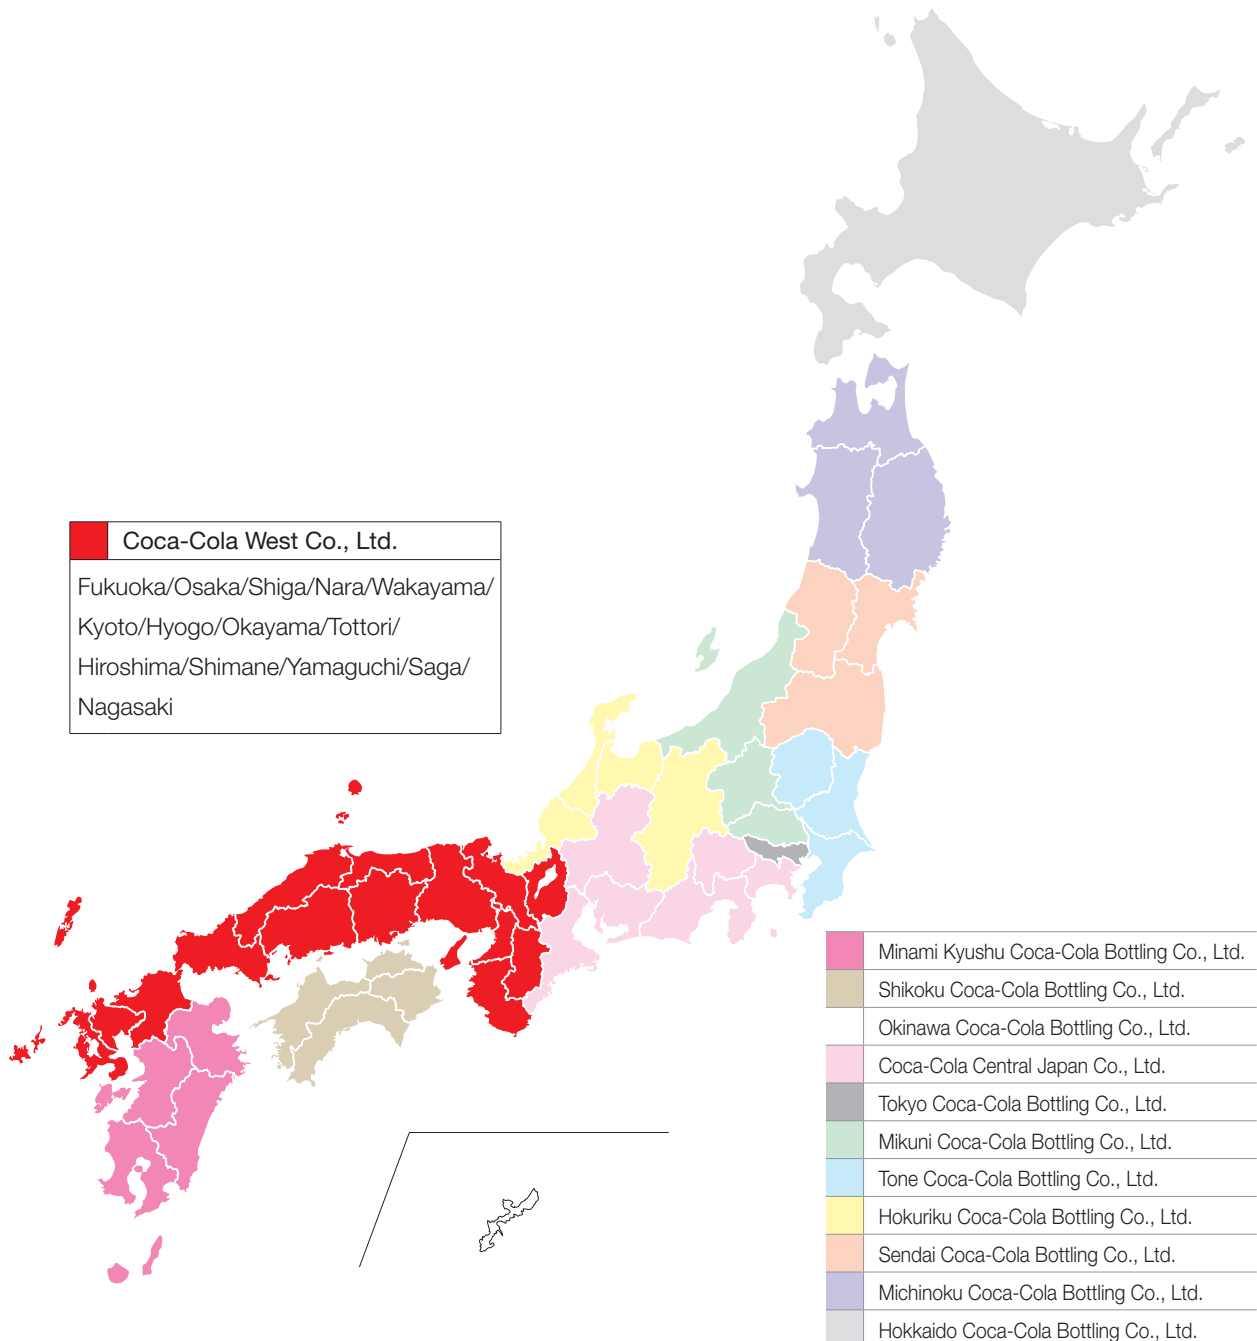 Coca-Cola West Co., Ltd.
Fukuoka/Osaka/Shiga/Nara/Wakayama/
Kyoto/Hyogo/Okayama/Tottori/
Hiroshima/Shimane/Yamaguchi/Saga/
Nagasaki
Minami Kyushu Coca-Cola Bottling Co., Ltd.
Shikoku Coca-Cola Bottling Co., Ltd.
Okinawa Coca-Cola Bottling Co., Ltd.
Coca-Cola Central Japan Co., Ltd.
Tokyo Coca-Cola Bottling Co., Ltd.
Mikuni Coca-Cola Bottling Co., Ltd.
Tone Coca-Cola Bottling Co., Ltd.
Hokuriku Coca-Cola Bottling Co., Ltd.
Sendai Coca-Cola Bottling Co., Ltd.
Michinoku Coca-Cola Bottling Co., Ltd.
Hokkaido Coca-Cola Bottling Co., Ltd.